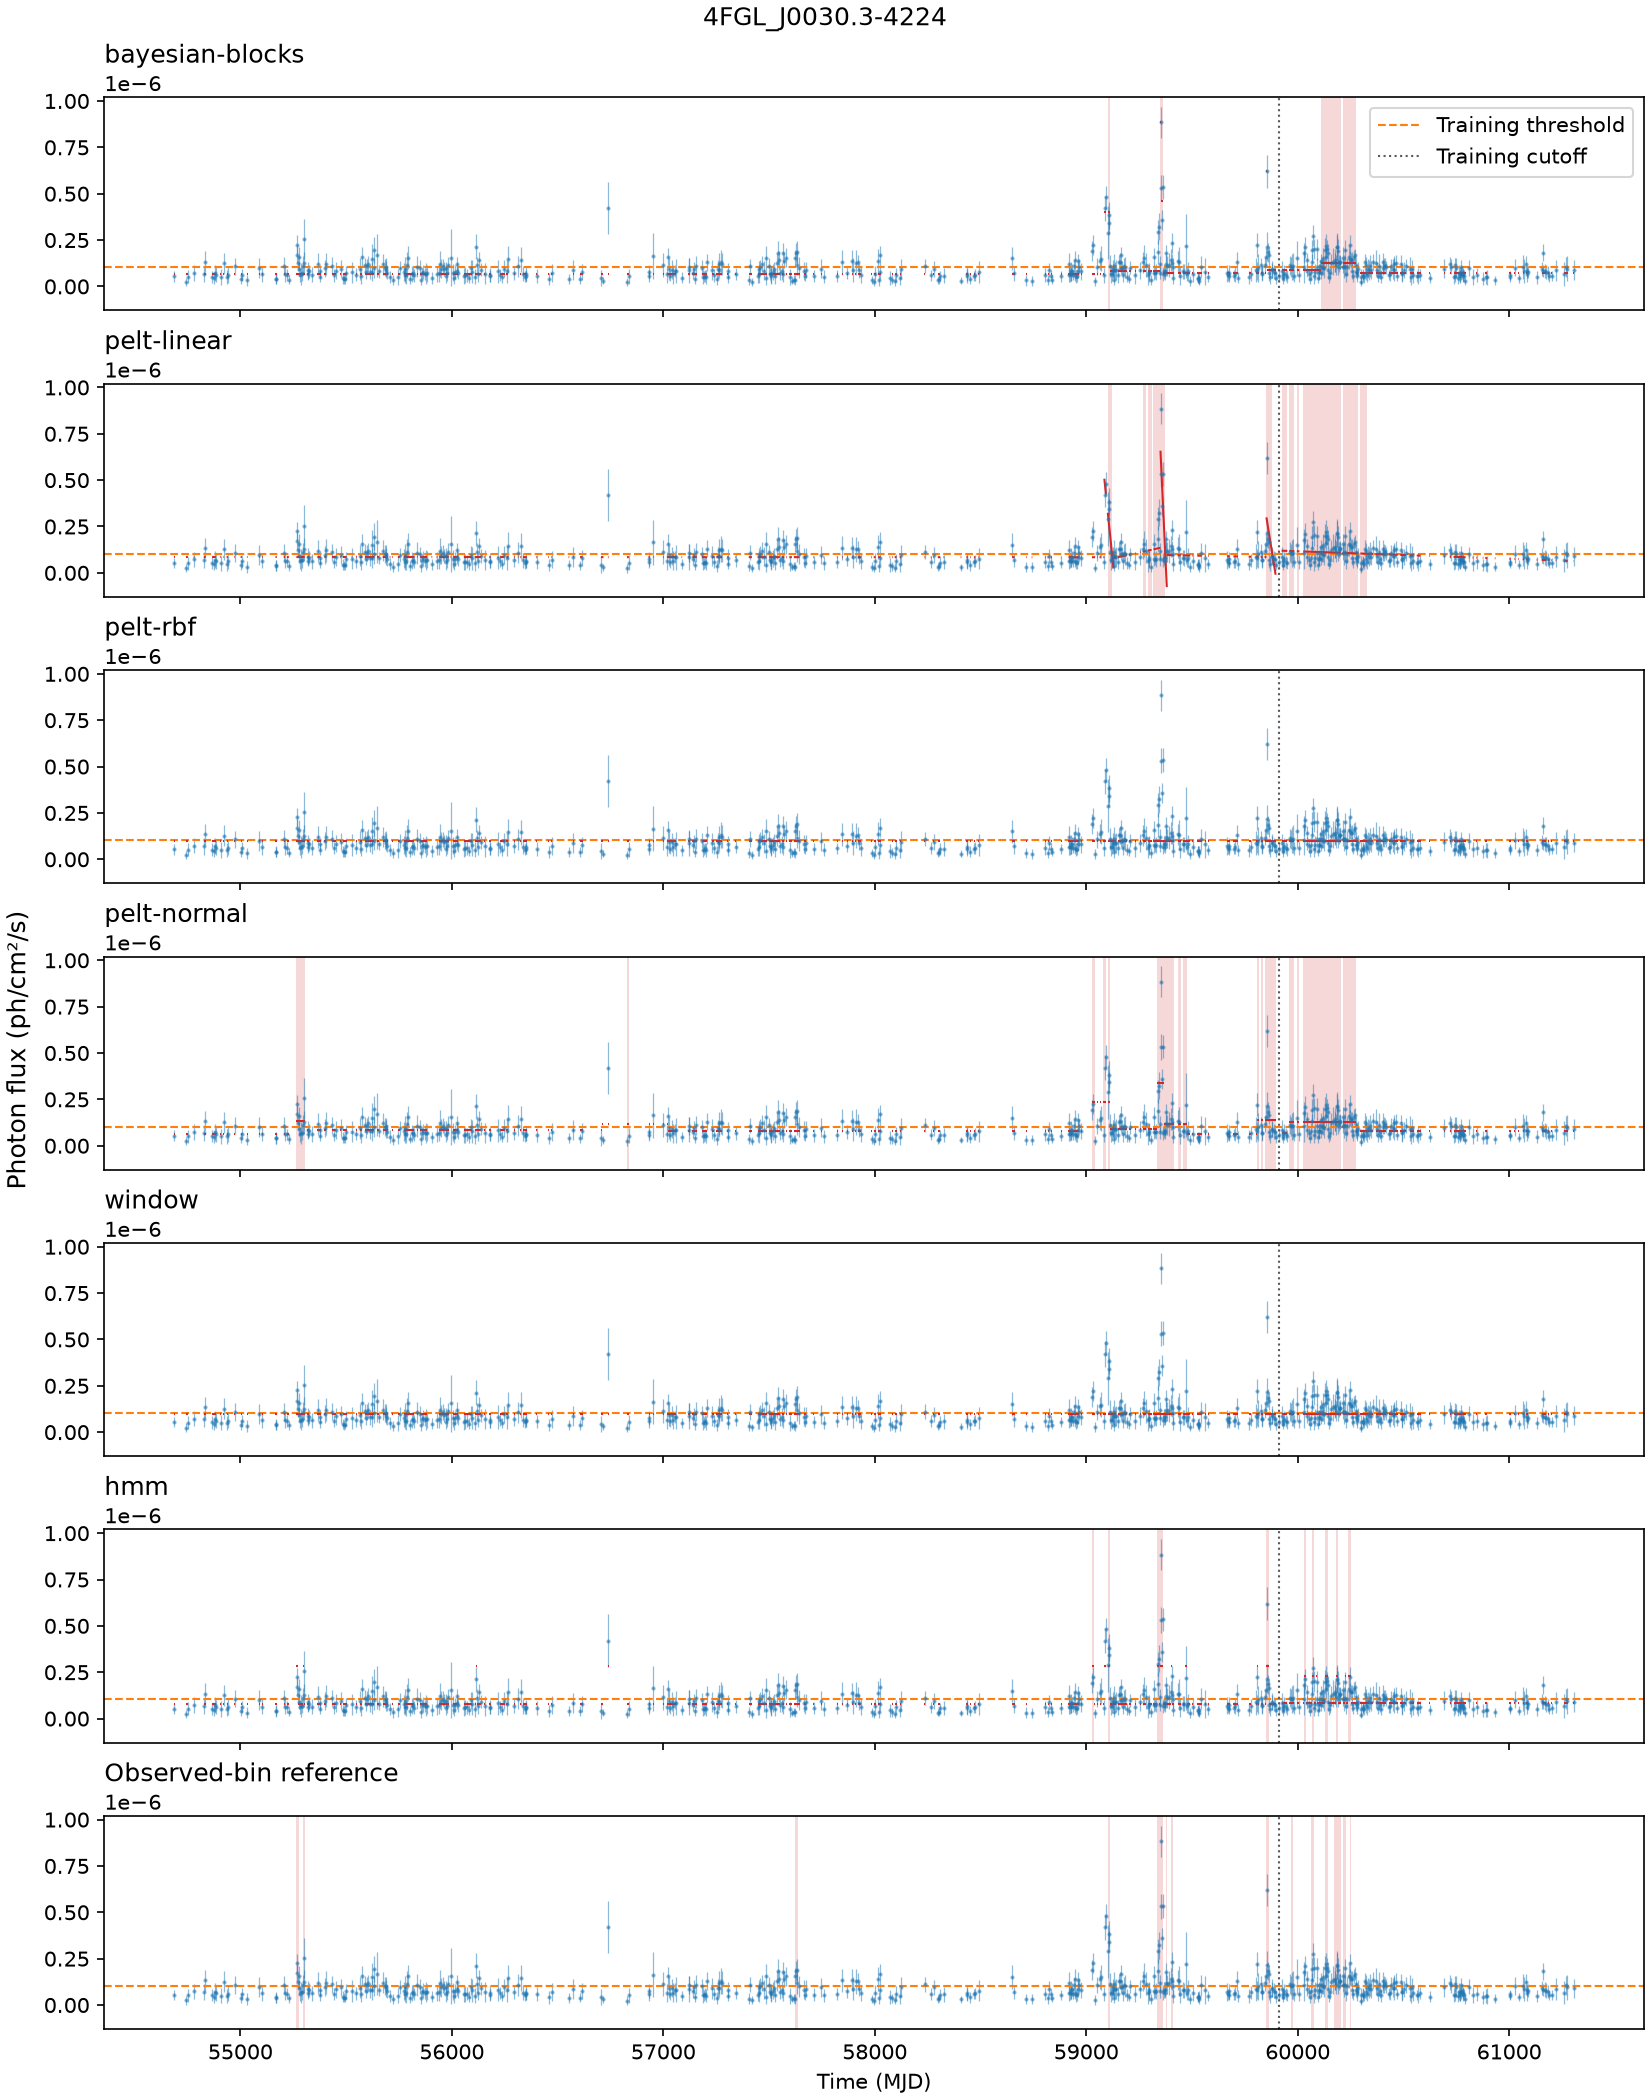 4FGL_J0030.3-4224
bayesian-blocks
1e−6
1.00
0.75
0.50
0.25
0.00
Training threshold
Training cutoff
pelt-linear
1e−6
1.00
0.75
0.50
0.25
0.00
pelt-rbf
1e−6
1.00
0.75
0.50
0.25
0.00
pelt-normal
1e−6
1.00
0.75
0.50
0.25
0.00
Photon flux (ph/cm²/s)
window
1e−6
1.00
0.75
0.50
0.25
0.00
hmm
1e−6
1.00
0.75
0.50
0.25
0.00
Observed-bin reference
1e−6
1.00
0.75
0.50
0.25
0.00
55000 56000 57000 58000 59000 60000 61000
Time (MJD)